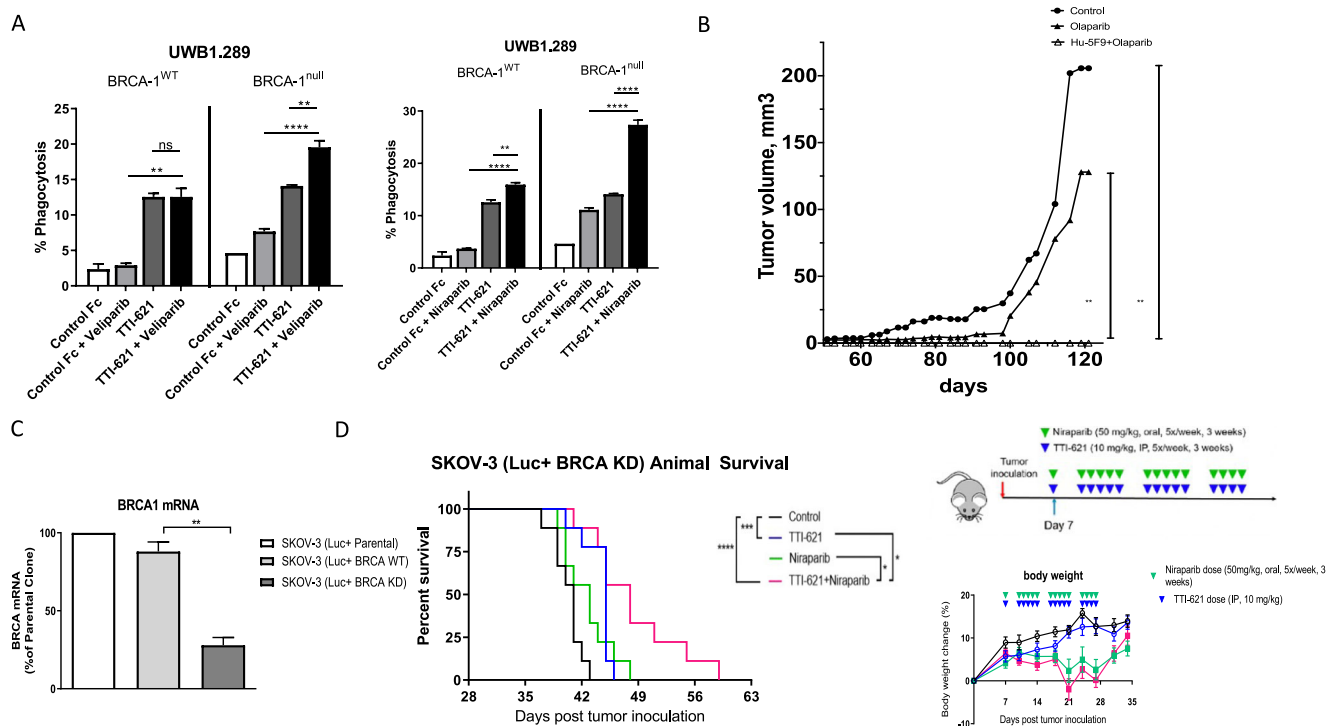 A
UWB1.289
BRCA-1WT
BRCA-1null
% Phagocytosis
25
20
15
10
5
0
**
ns
**
****
Control Fc
Control Fc + Veliparib
TTI-621
TTI-621 + Veliparib
Control Fc
Control Fc + Veliparib
TTI-621
TTI-621 + Veliparib
UWB1.289
BRCA-1WT
BRCA-1null
% Phagocytosis
30
20
10
0
**
****
****
****
Control Fc
Control Fc + Niraparib
TTI-621
TTI-621 + Niraparib
Control Fc
Control Fc + Niraparib
TTI-621
TTI-621 + Niraparib
B
Control
Olaparib
Hu-5F9+Olaparib
Tumor volume, mm3
200
150
100
50
0
60
80
100
120
days
**
**
C
BRCA1 mRNA
BRCA mRNA
(%of Parental Clone)
100
50
0
**
SKOV-3 (Luc+ Parental)
SKOV-3 (Luc+ BRCA WT)
SKOV-3 (Luc+ BRCA KD)
D
SKOV-3 (Luc+ BRCA KD) Animal Survival
Percent survival
100
75
50
25
0
28
35
42
49
56
63
Days post tumor inoculation
****
***
Control
TTI-621
Niraparib
TTI-621+Niraparib
*
*
Niraparib (50 mg/kg, oral, 5x/week, 3 weeks)
TTI-621 (10 mg/kg, IP, 5x/week, 3 weeks)
Tumor
inoculation
Day 7
body weight
Niraparib dose (50mg/kg, oral, 5x/week, 3
weeks)
TTI-621 dose (IP, 10 mg/kg)
Body weight change (%)
20
10
0
-10
7
14
21
28
35
Days post tumor inoculation